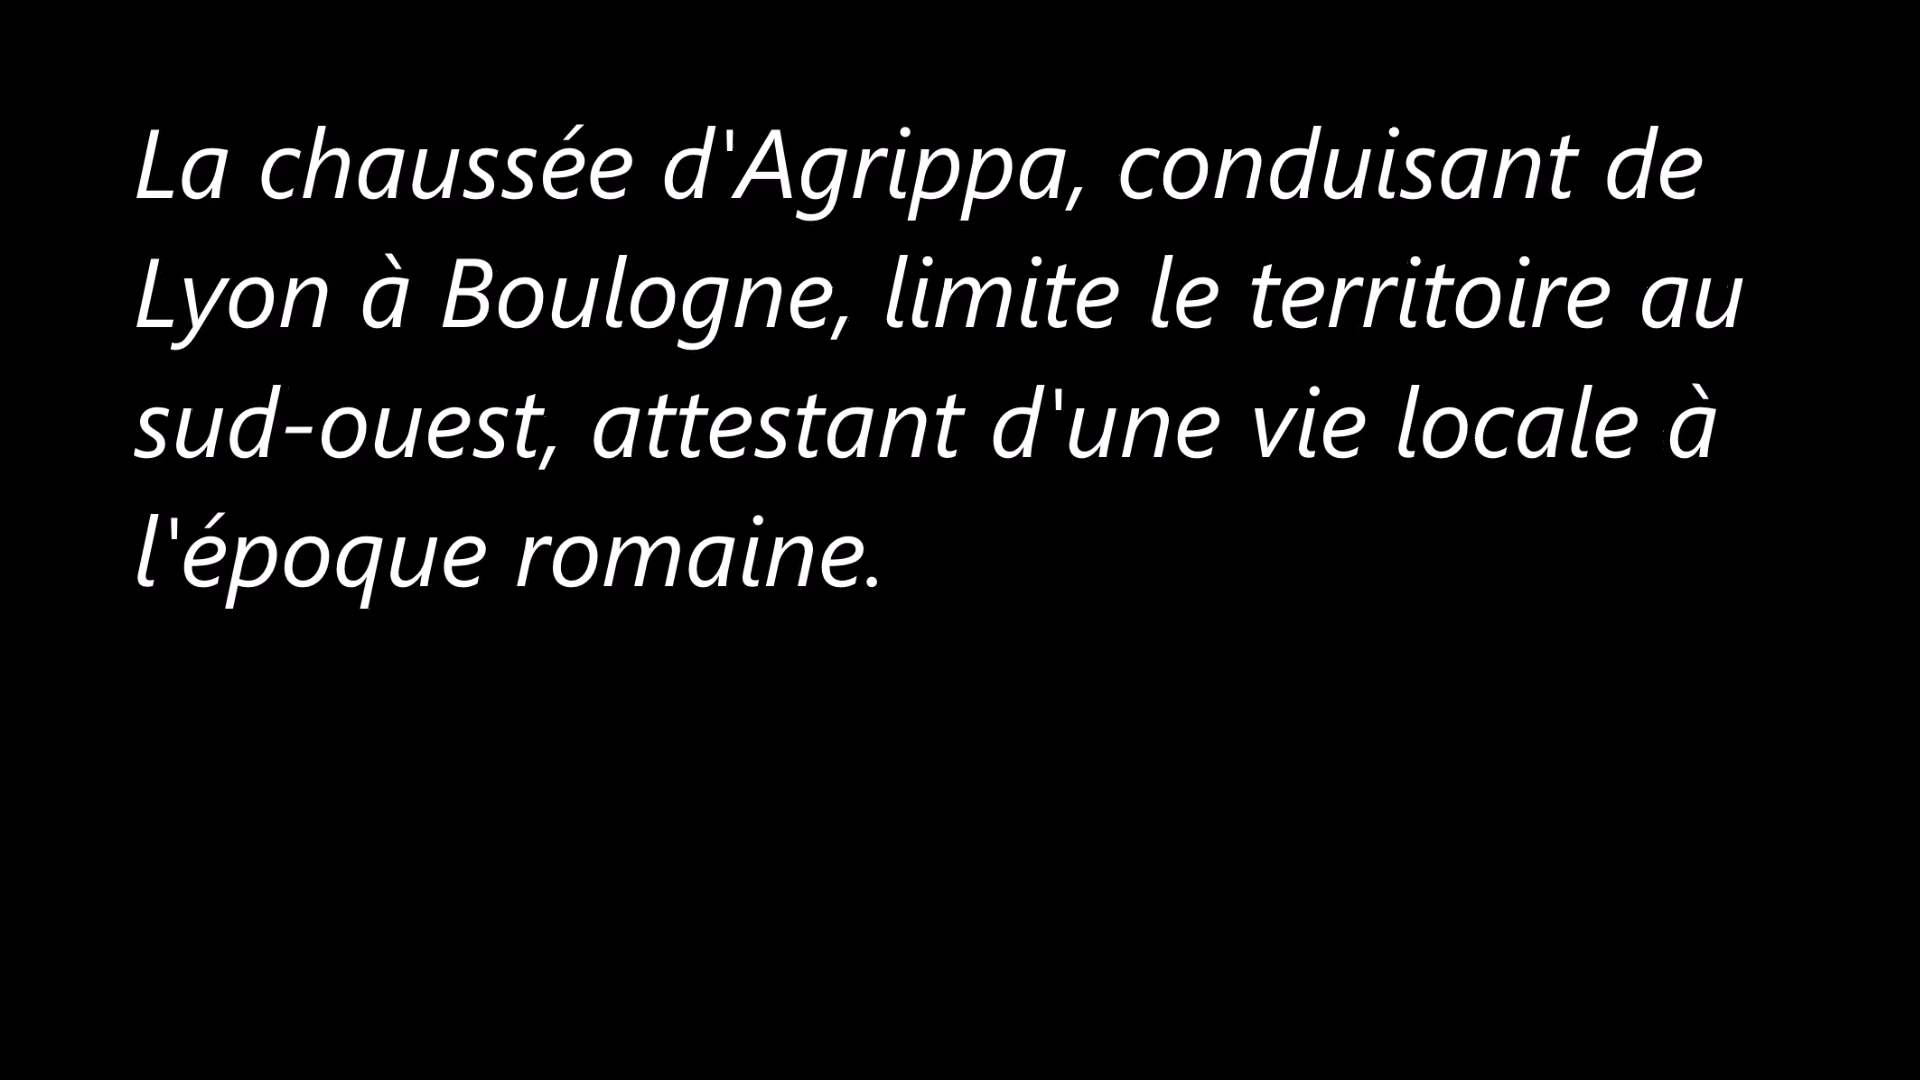 La chaussée d'Agrippa, conduisant de
Lyon à Boulogne, limite le territoire au
sud-ouest, attestant d'une vie locale à
l'époque romaine.